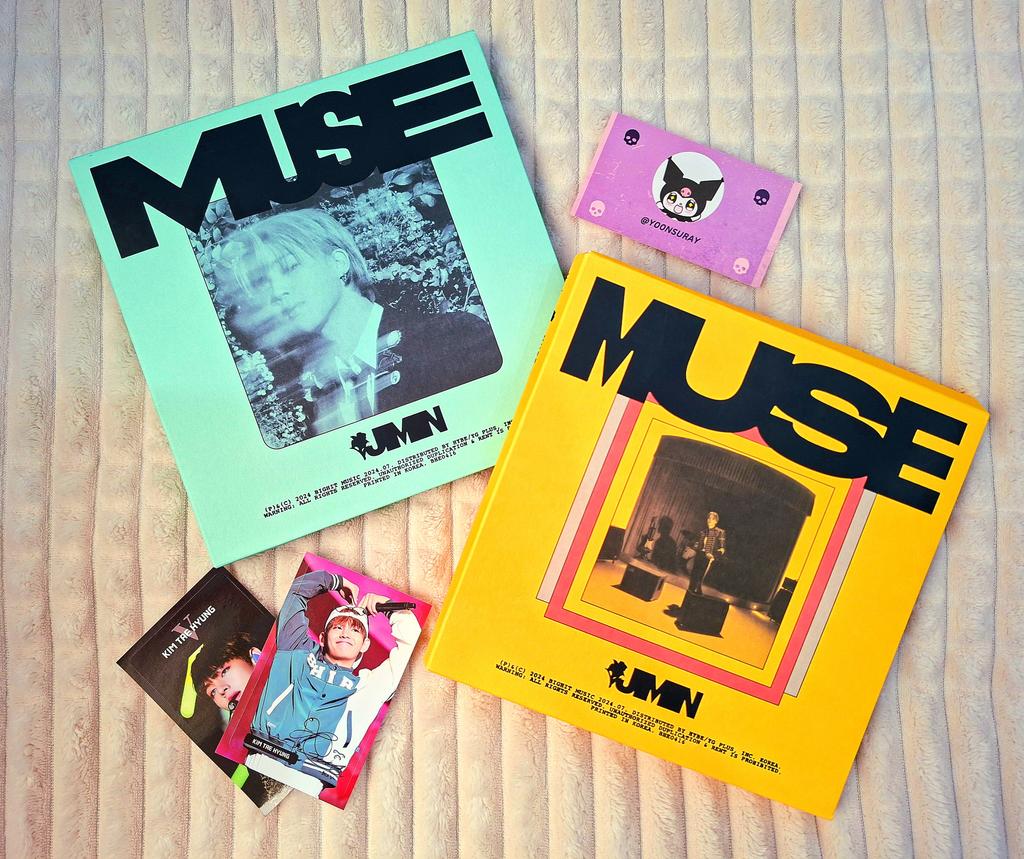 MUSE
JIMIN
(P)&(C) 2024 BIGHIT MUSIC 2024.07. DISTRIBUTED BY HYBE/YG PLUS, INC.
WARNING: ALL RIGHTS RESERVED. UNAUTHORIZED DUPLICATION & RENT IS
PRINTED IN KOREA. BHE0416
@YOONSURAY
MUSE
JIMIN
(P)&(C) 2024 BIGHIT MUSIC 2024.07. DISTRIBUTED BY HYBE/YG PLUS, INC. KOREA.
WARNING: ALL RIGHTS RESERVED. UNAUTHORIZED DUPLICATION & RENT IS PROHIBITED.
PRINTED IN KOREA. BHE0416
V
KIM TAE HYUNG
KIM TAE HYUNG